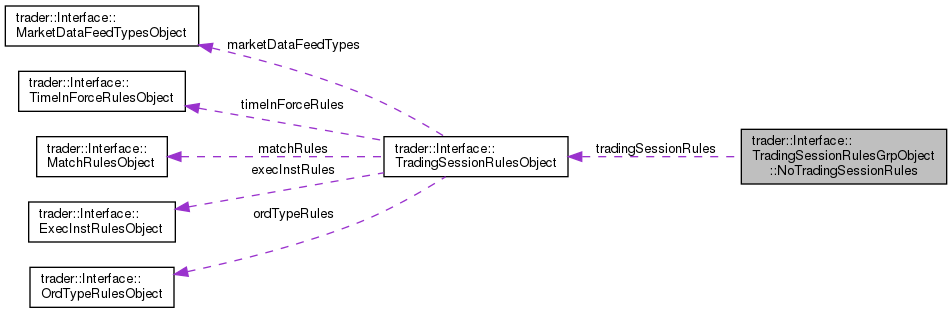 trader::Interface::
MarketDataFeedTypesObject
marketDataFeedTypes
trader::Interface::
TimeInForceRulesObject
timeInForceRules
trader::Interface::
MatchRulesObject
matchRules
execInstRules
trader::Interface::
TradingSessionRulesObject
tradingSessionRules
trader::Interface::
TradingSessionRulesGrpObject
::NoTradingSessionRules
trader::Interface::
ExecInstRulesObject
ordTypeRules
trader::Interface::
OrdTypeRulesObject